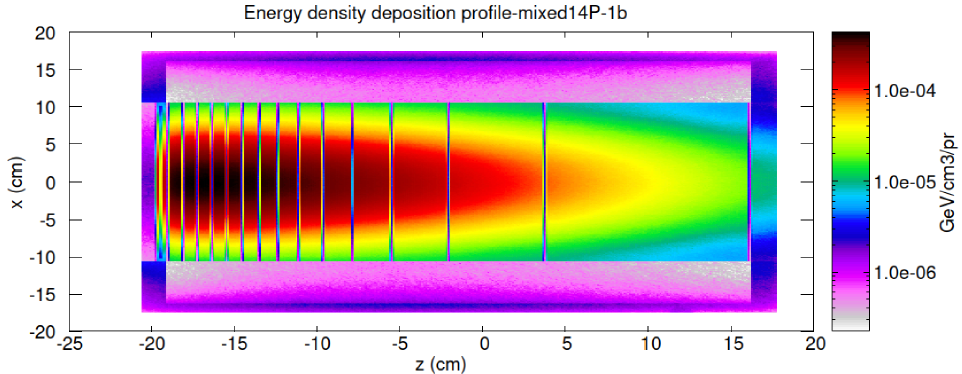 Energy density deposition profile-mixed14P-1b
20
15
10
5
0
-5
-10
-15
-20
x (cm)
-25 -20 -15 -10 -5 0 5 10 15 20
z (cm)
1.0e-04
1.0e-05
1.0e-06
GeV/cm3/pr